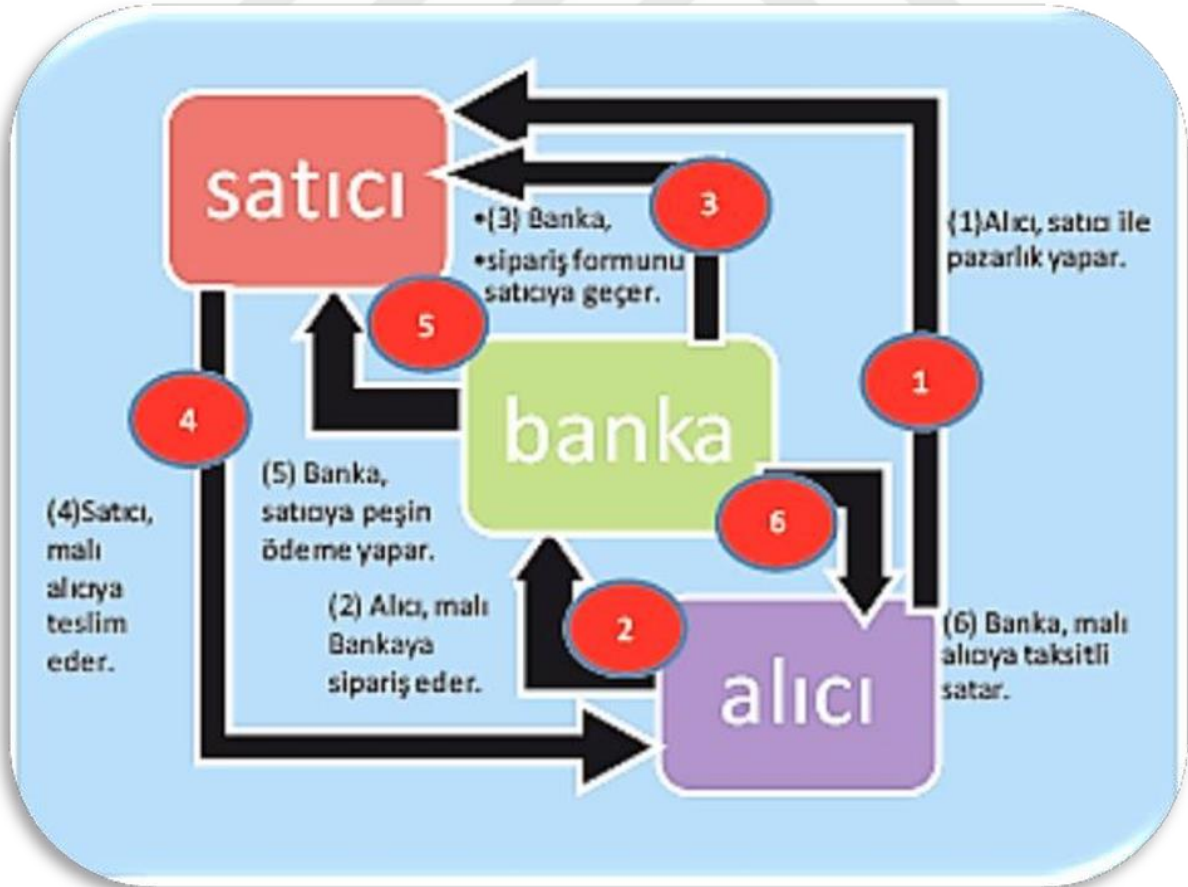 satıcı
3
•(3) Banka,
•sipariş formunu
satıcıya geçer.
(1)Alıcı, satıcı ile
pazarlık yapar.
5
1
4
banka
(5) Banka,
satıcıya peşin
ödeme yapar.
6
(4)Satıcı,
malı
alıcıya
teslim
eder.
(2) Alıcı, malı
Bankaya
sipariş eder.
2
alıcı
(6) Banka, malı
alıcıya taksitli
satar.